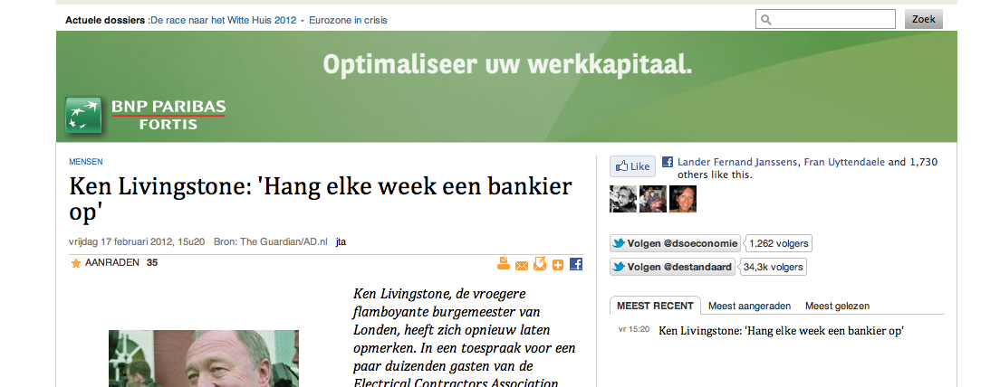 Actuele dossiers :De race naar het Witte Huis 2012 - Eurozone in crisis
Zoek
Optimaliseer uw werkkapitaal.
BNP PARIBAS
FORTIS
MENSEN
Ken Livingstone: 'Hang elke week een bankier
op'
vrijdag 17 februari 2012, 15u20 Bron: The Guardian/AD.nl jta
AANRADEN 35
Ken Livingstone, de vroegere
flamboyante burgemeester van
Londen, heeft zich opnieuw laten
opmerken. In een toespraak voor een
paar duizenden gasten van de
Electrical Contractors Association
Like
Lander Fernand Janssens, Fran Uyttendaele and 1,730
others like this.
Volgen @dsoeconomie 1.262 volgers
Volgen @destandaard 34,3k volgers
MEEST RECENT Meest aangeraden Meest gelezen
vr 15:20 Ken Livingstone: 'Hang elke week een bankier op'